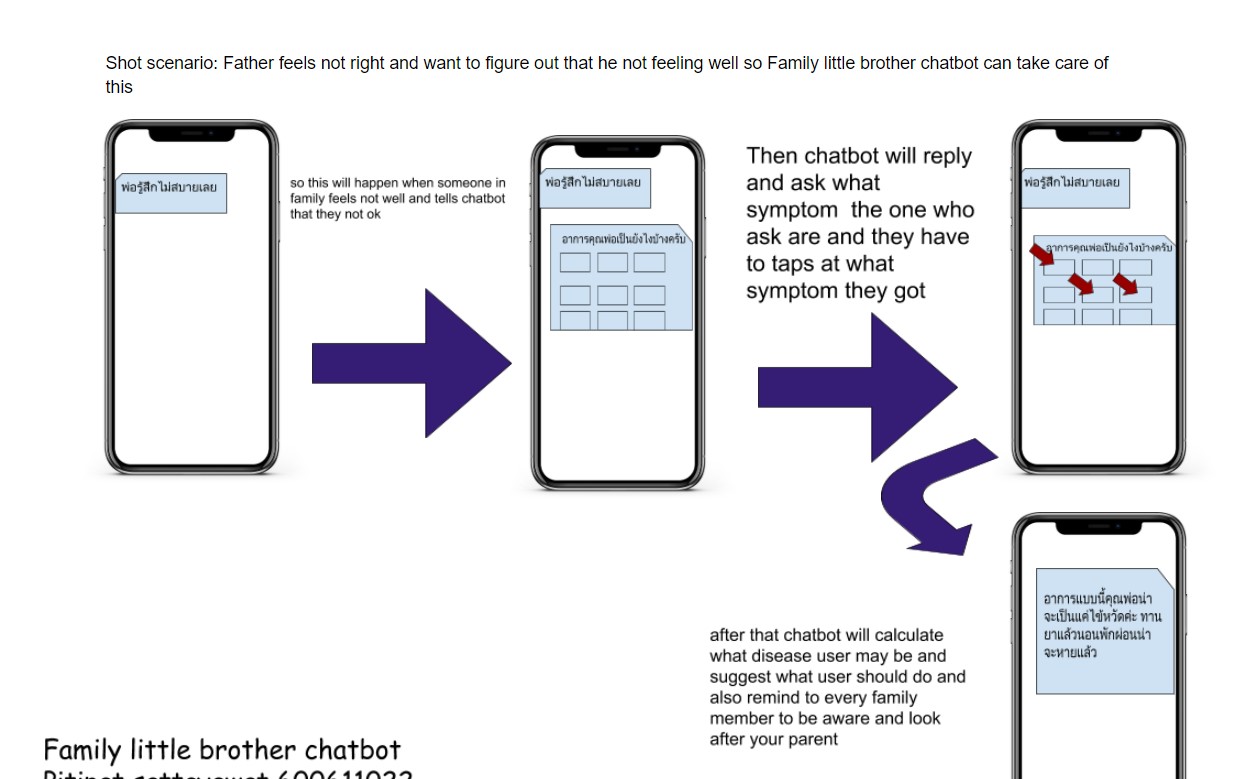 Shot scenario: Father feels not right and want to figure out that he not feeling well so Family little brother chatbot can take care of
this
พ่อรู้สึกไม่สบายเลย
so this will happen when someone in
family feels not well and tells chatbot
that they not ok
พ่อรู้สึกไม่สบายเลย
อาการคุณพ่อเป็นยังไงบ้างครับ
Then chatbot will reply
and ask what
symptom the one who
ask are and they have
to taps at what
symptom they got
พ่อรู้สึกไม่สบายเลย
อาการคุณพ่อเป็นยังไงบ้างครับ
after that chatbot will calculate
what disease user may be and
suggest what user should do and
also remind to every family
member to be aware and look
after your parent
อาการแบบนี้คุณพ่อน่า
จะเป็นแค่ไข้หวัดค่ะ ทาน
ยาแล้วนอนพักผ่อนน่า
จะหายแล้ว
Family little brother chatbot